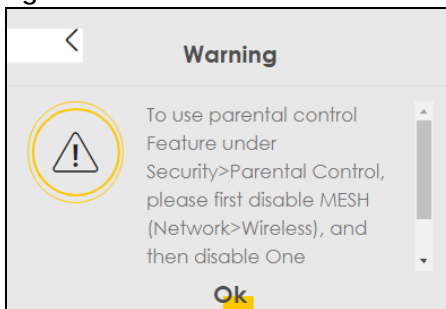 Warning
To use parental control
Feature under
Security>Parental Control,
please first disable MESH
(Network>Wireless), and
then disable One
Ok